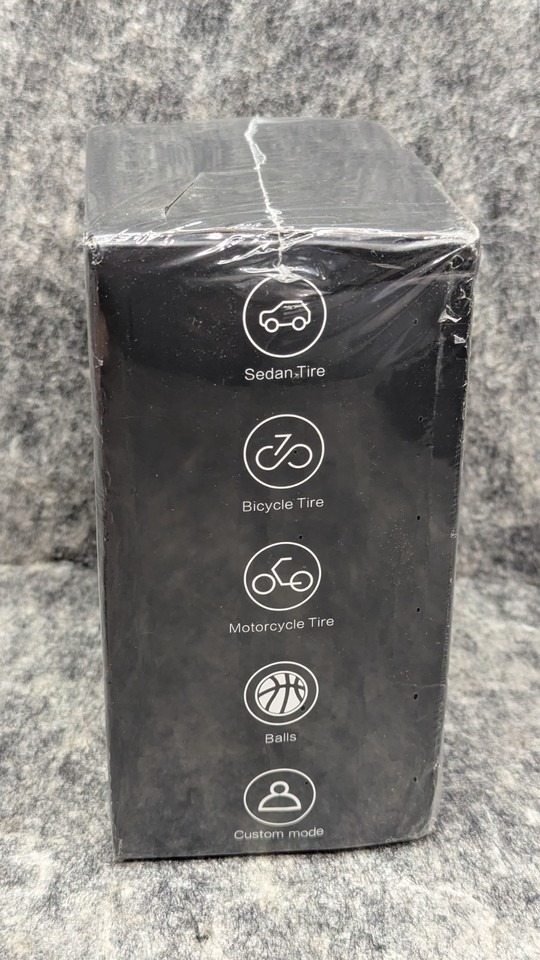 Sedan Tire
Bicycle Tire
Motorcycle Tire
Balls
Custom mode